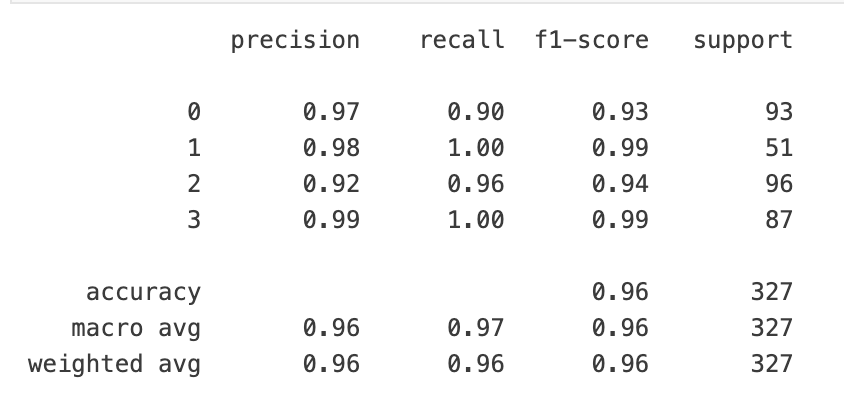 precision recall f1-score support
0 0.97 0.90 0.93 93
1 0.98 1.00 0.99 51
2 0.92 0.96 0.94 96
3 0.99 1.00 0.99 87
accuracy 0.96 327
macro avg 0.96 0.97 0.96 327
weighted avg 0.96 0.96 0.96 327